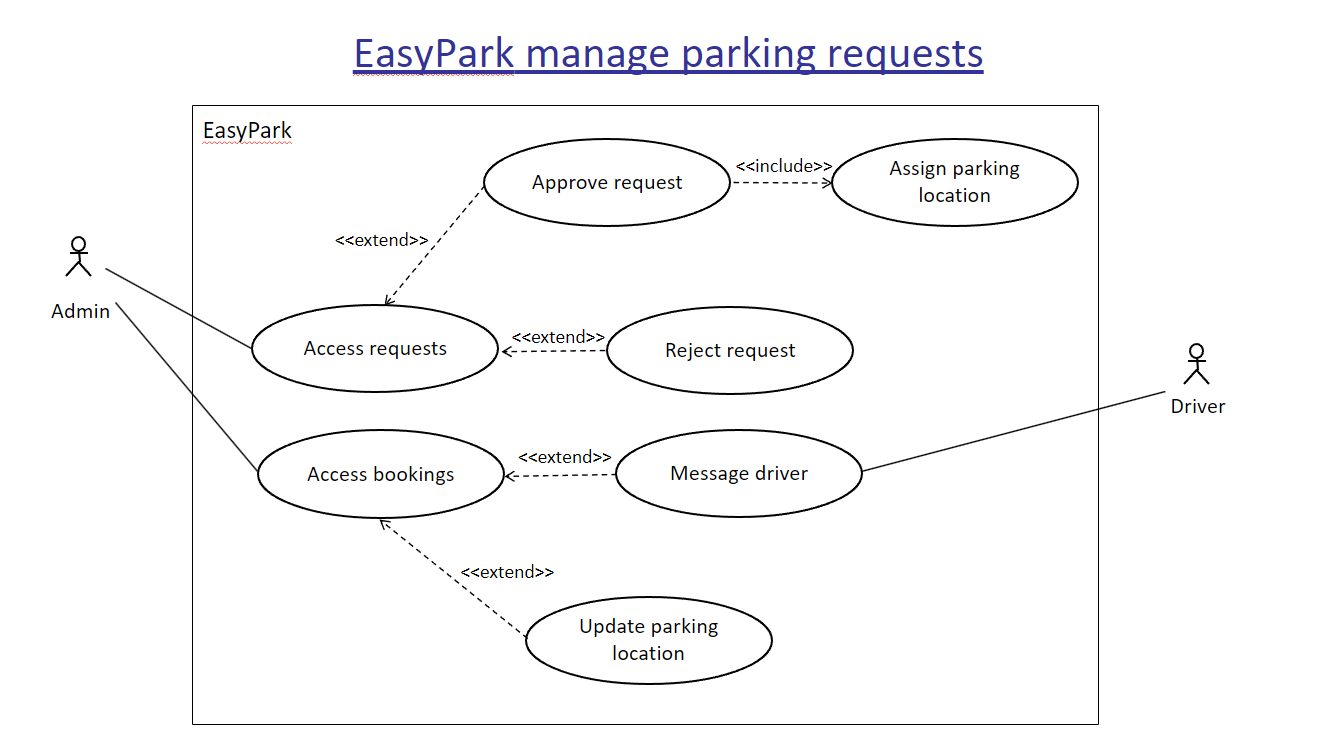 EasyPark manage parking requests
EasyPark
Approve request
<<include>>
Assign parking
location
<<extend>>
Admin
Access requests
<<extend>>
Reject request
Driver
Access bookings
<<extend>>
Message driver
<<extend>>
Update parking
location